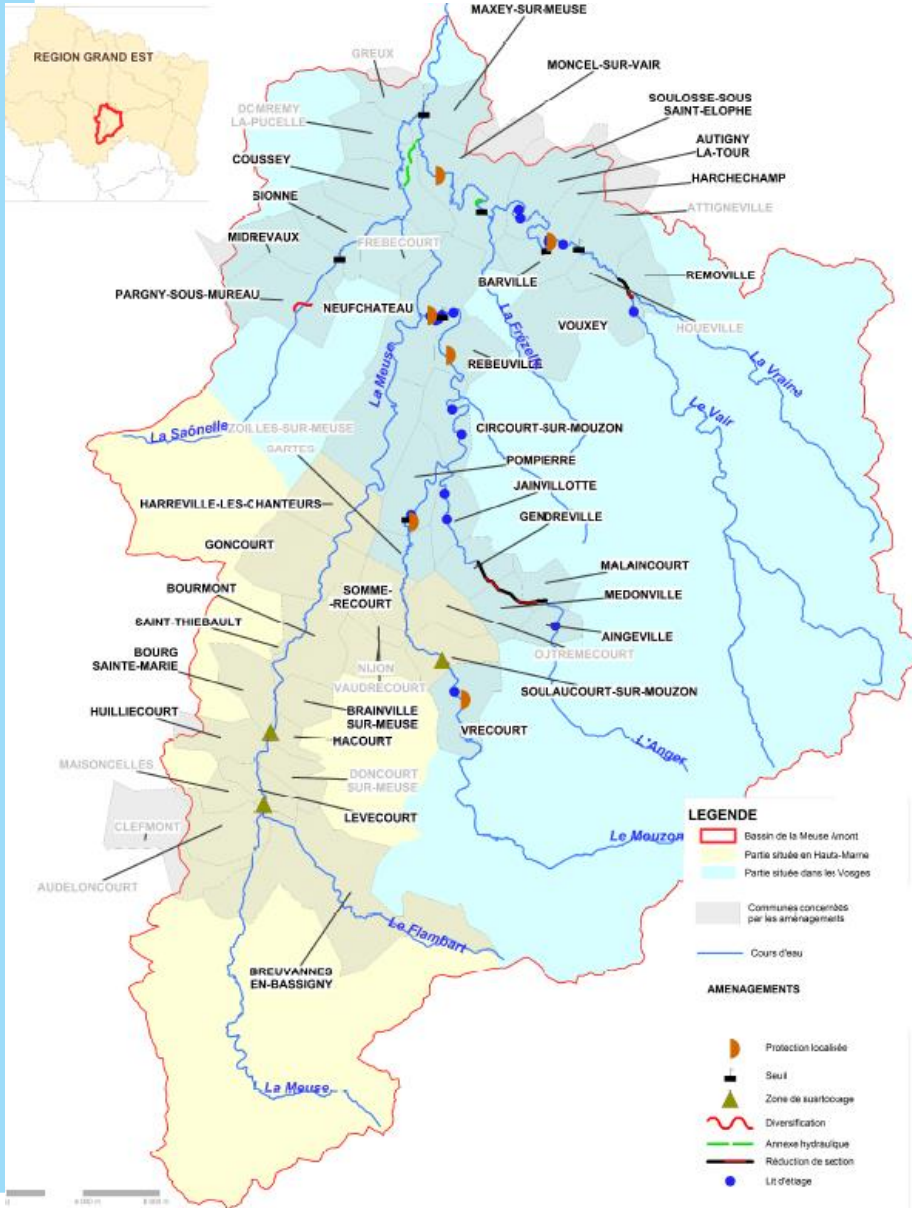 REGION GRAND EST
MAXEY-SUR-MEUSE
GREUX
MONCEL-SUR-VAIR
DCMREMY
LA-PUCELLE
SOULOSSE-SOUS
SAINT-ELOPHE
AUTIGNY
LA-TOUR
COUSSEY
HARCHECHAMP
SIONNE
ATTIGNEVILLE
MIDREVAUX
FREBECOURT
REMOVILLE
BARVILLE
PARGNY-SOUS-MUREAU
NEUFCHATEAU
La Frézelle
VOUXEY
HOUEVILLE
La Meuse
REBEUVILLE
La Vraine
Le Vair
La Saônelle
ZOILLES-SUR-MEUSE
SARTES
CIRCOURT-SUR-MOUZON
POMPIERRE
HARREVILLE-LES-CHANTEURS
JAINVILLOTTE
GENDREVILLE
GONCOURT
MALAINCOURT
BOURMONT
SOMME-
-RECOURT
MEDONVILLE
SAINT-THIEBAULT
AINGEVILLE
OJTREMECOURT
BOURG
SAINTE-MARIE
NIJON
VAUDRECOURT
SOULAUCOURT-SUR-MOUZON
HUILLIECOURT
BRAINVILLE
SUR-MEUSE
VRECOURT
HACOURT
L'Anger
MAISONCELLES
DONCOURT
SUR-MEUSE
LEVECOURT
CLEFMONT
Le Mouzon
AUDELONCOURT
Le Flambart
BREUVANNES
EN-BASSIGNY
La Meuse
LEGENDE
Bassin de la Meuse Amont
Partie située en Haute-Marne
Partie située dans les Vosges
Communes concernées
par les aménagements
Cours d'eau
AMENAGEMENTS
Protection localisée
Seuil
Zone de
Diversification
Annexe hydraulique
Réduction de section
Lit d'étiage